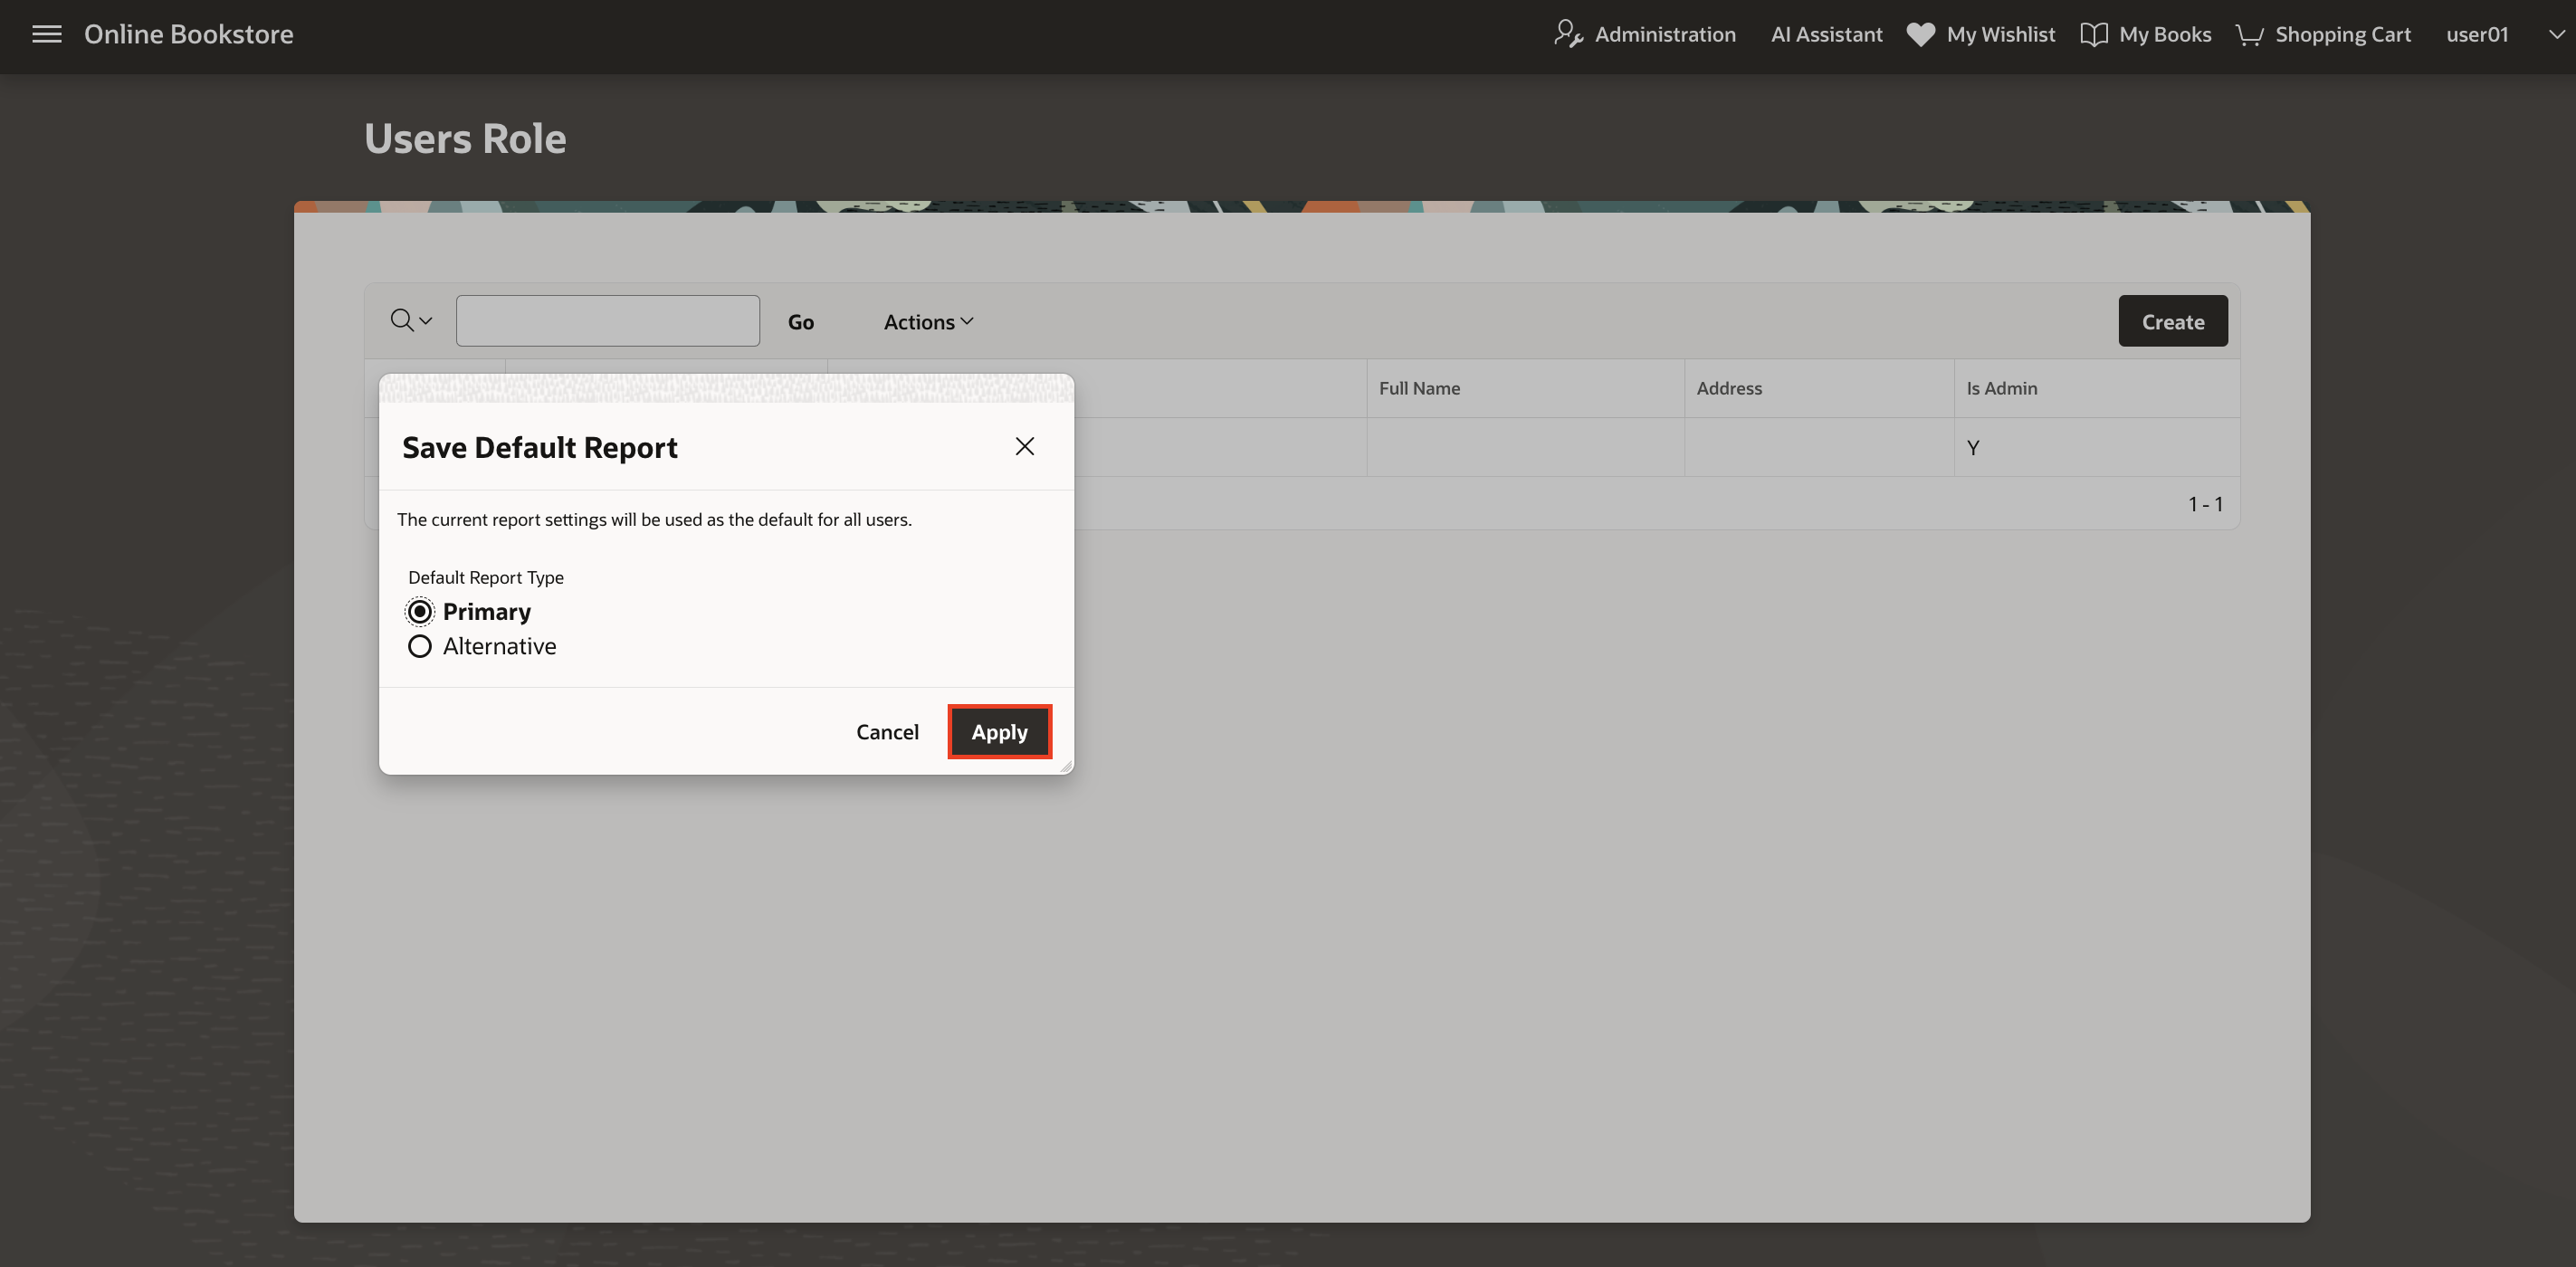 Online Bookstore
Administration
AI Assistant
My Wishlist
My Books
Shopping Cart
user01
Users Role
Go
Actions
Create
Full Name
Address
Is Admin
Y
1 - 1
Save Default Report
The current report settings will be used as the default for all users.
Default Report Type
Primary
Alternative
Cancel
Apply